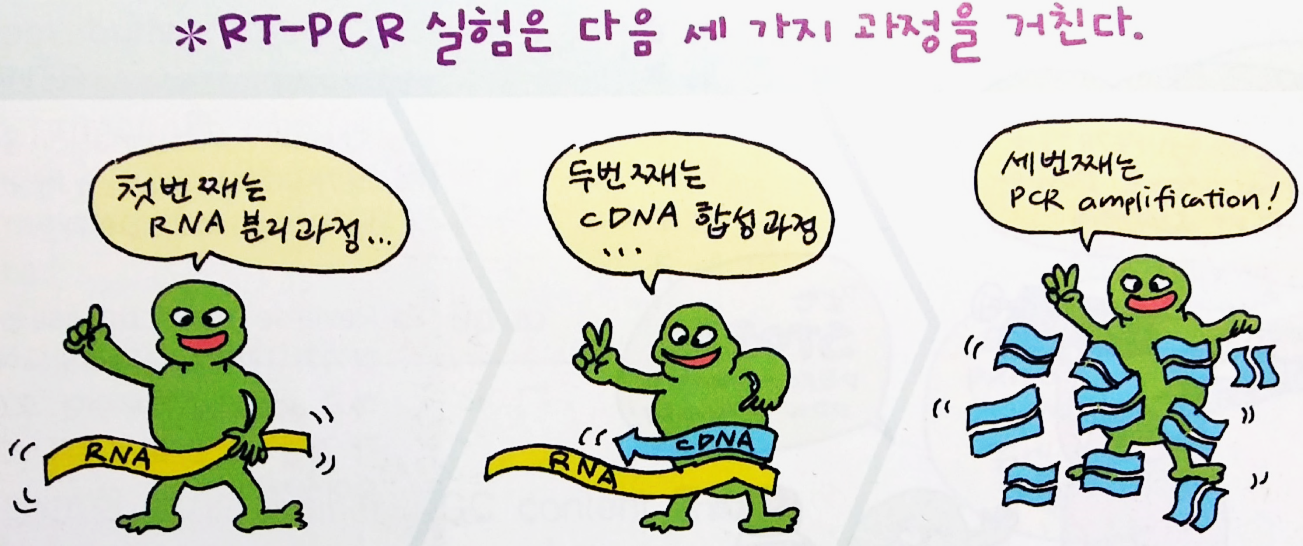 *RT-PCR 실험은 다음 세 가지 과정을 거친다.
첫번째는
RNA 분리과정...
RNA
두번째는
cDNA 합성과정
...
cDNA
RNA
세번째는
PCR amplification!